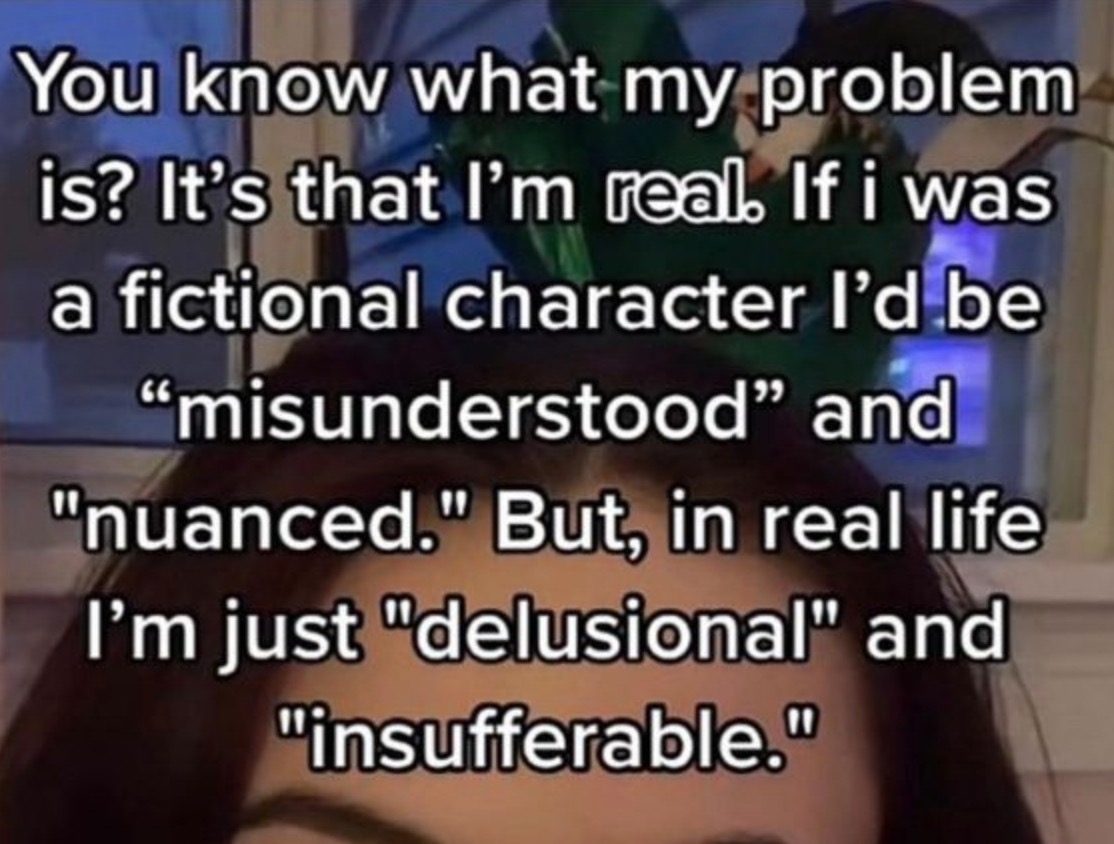 You know what my problem
is? It’s that I’m real. If i was
a fictional character I’d be
“misunderstood” and
"nuanced." But, in real life
I’m just "delusional" and
"insufferable."